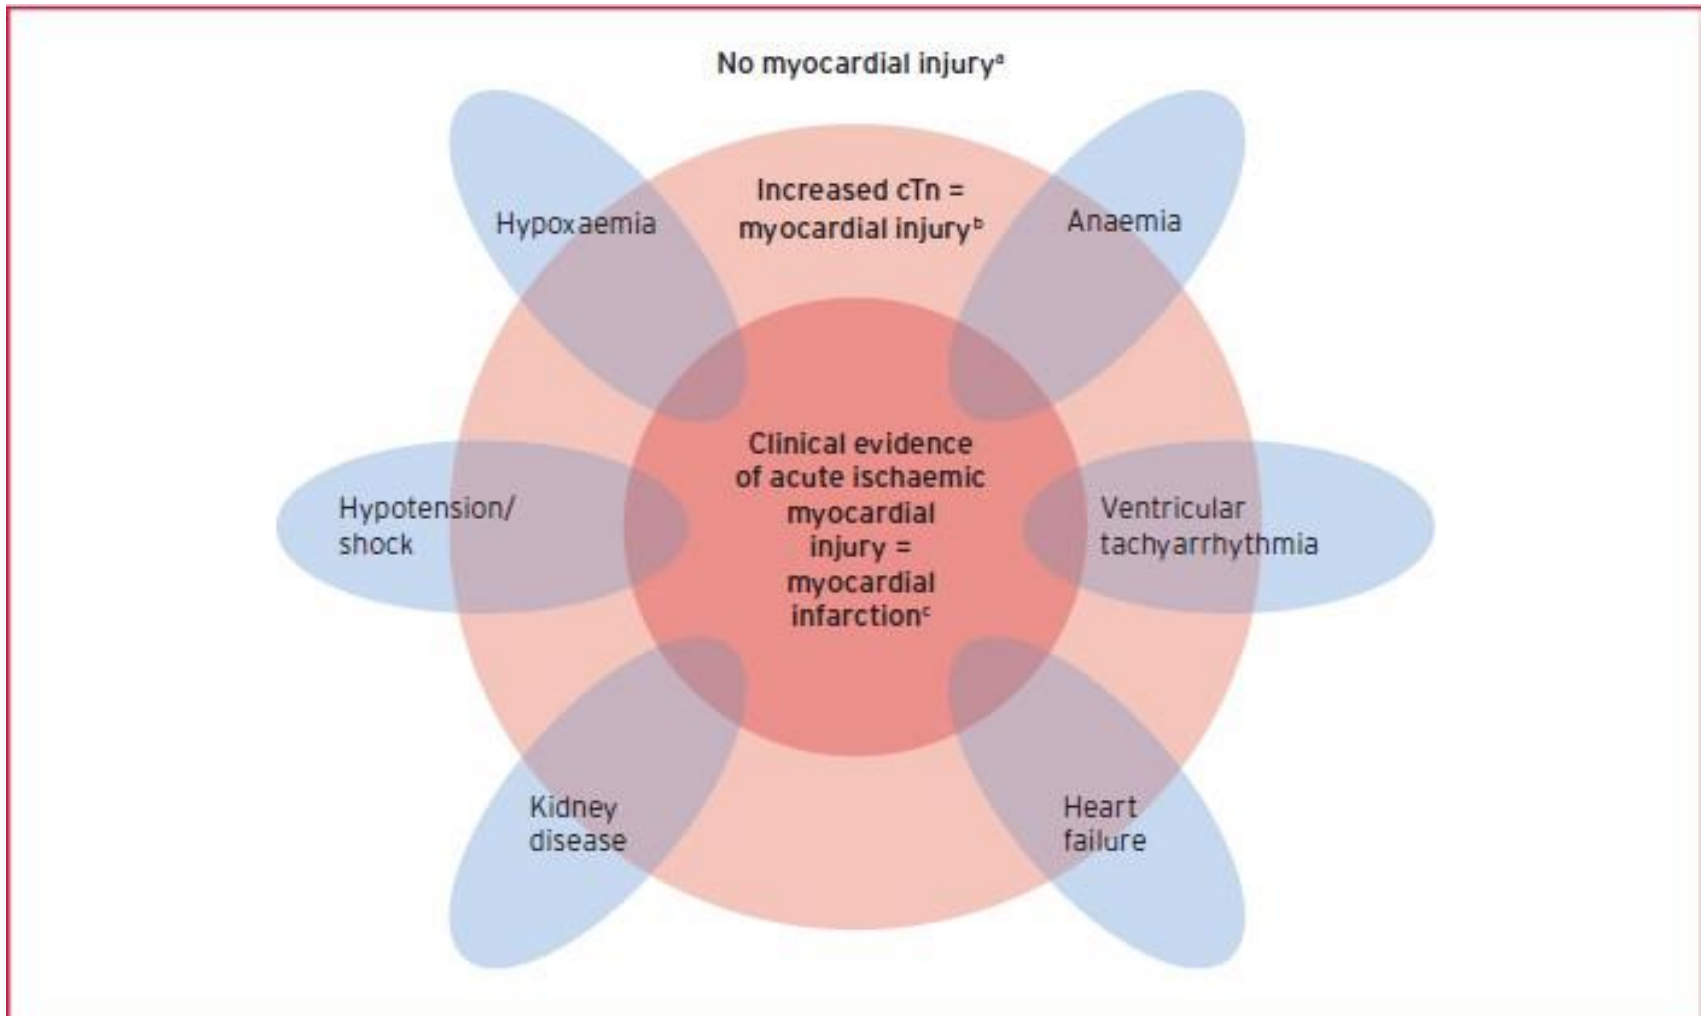 No myocardial injuryᵃ
Increased cTn =
myocardial injuryᵇ
Hypoxaemia
Anaemia
Clinical evidence
of acute ischaemic
myocardial
injury =
myocardial
infarctionᶜ
Hypotension/
shock
Ventricular
tachyarrhythmia
Kidney
disease
Heart
failure